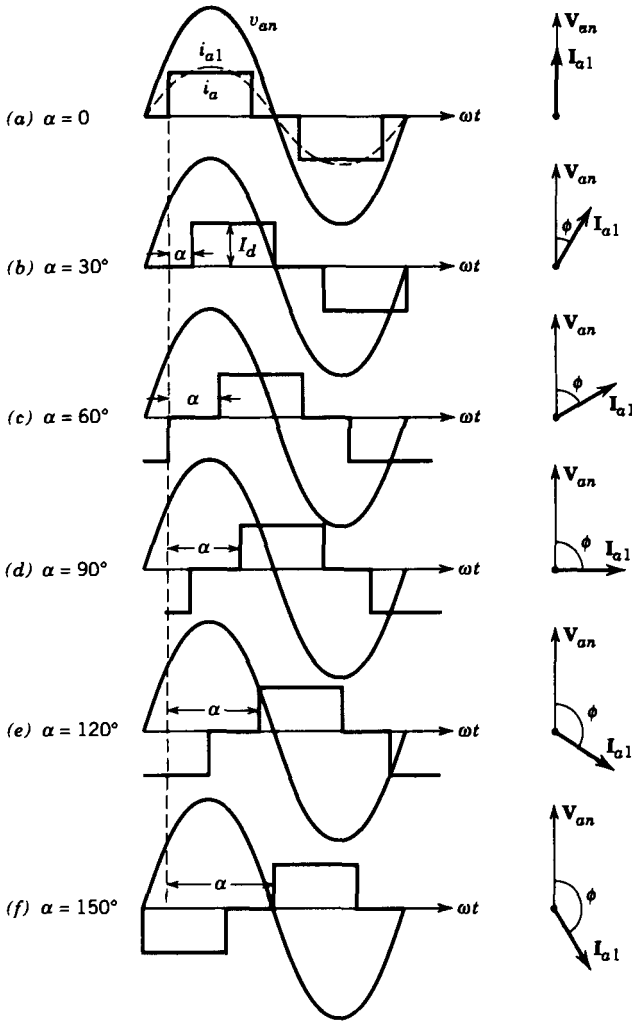 v_an
i_a1
i_a
(a) α = 0
ωt
V_an
I_a1
α
I_d
(b) α = 30°
ωt
V_an
ϕ
I_a1
α
(c) α = 60°
ωt
V_an
ϕ
I_a1
α
(d) α = 90°
ωt
V_an
ϕ
I_a1
α
(e) α = 120°
ωt
V_an
ϕ
I_a1
α
(f) α = 150°
ωt
V_an
ϕ
I_a1